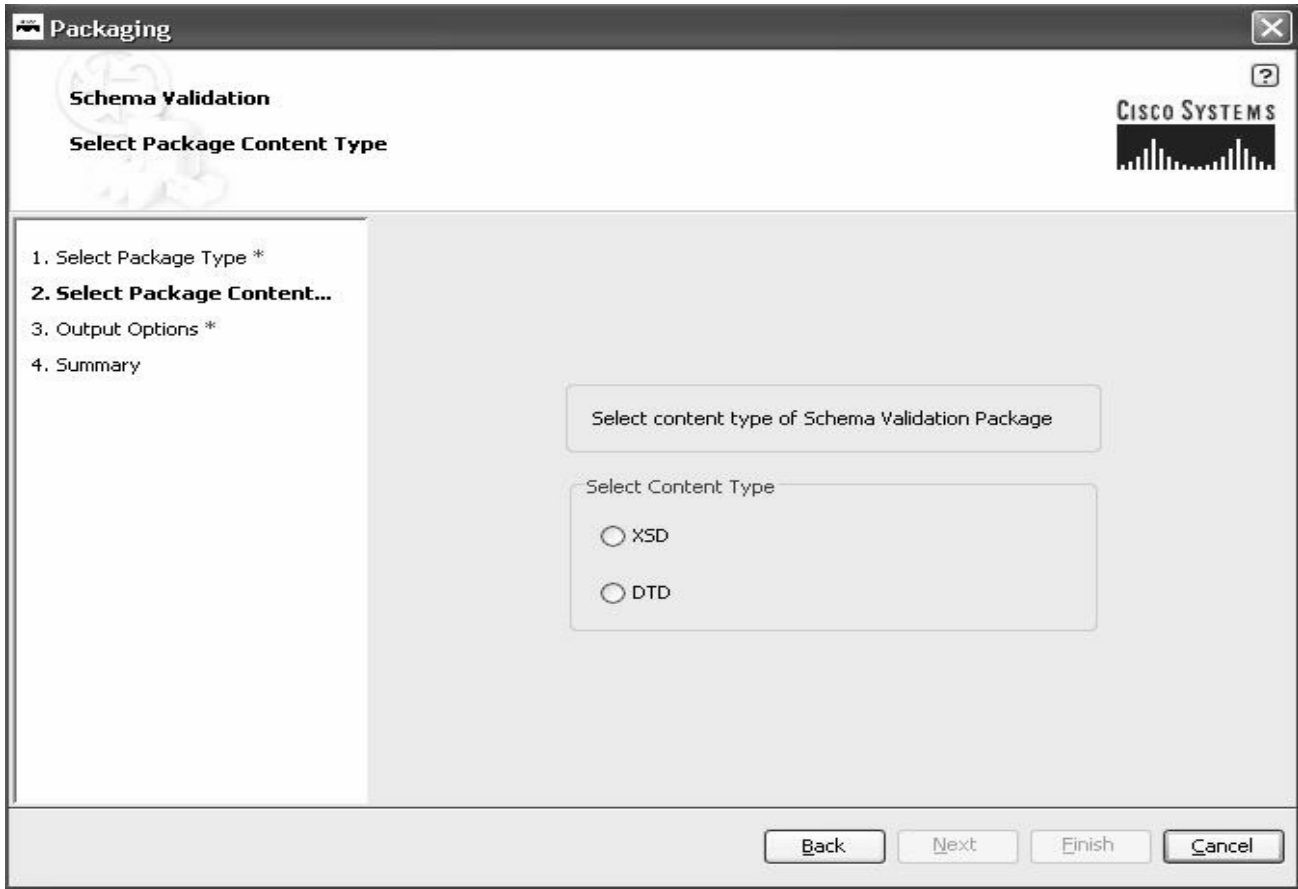 Packaging
Schema Validation
Select Package Content Type
?
CISCO SYSTEMS
1. Select Package Type *
2. Select Package Content...
3. Output Options *
4. Summary
Select content type of Schema Validation Package
Select Content Type
XSD
DTD
Back Next Finish Cancel